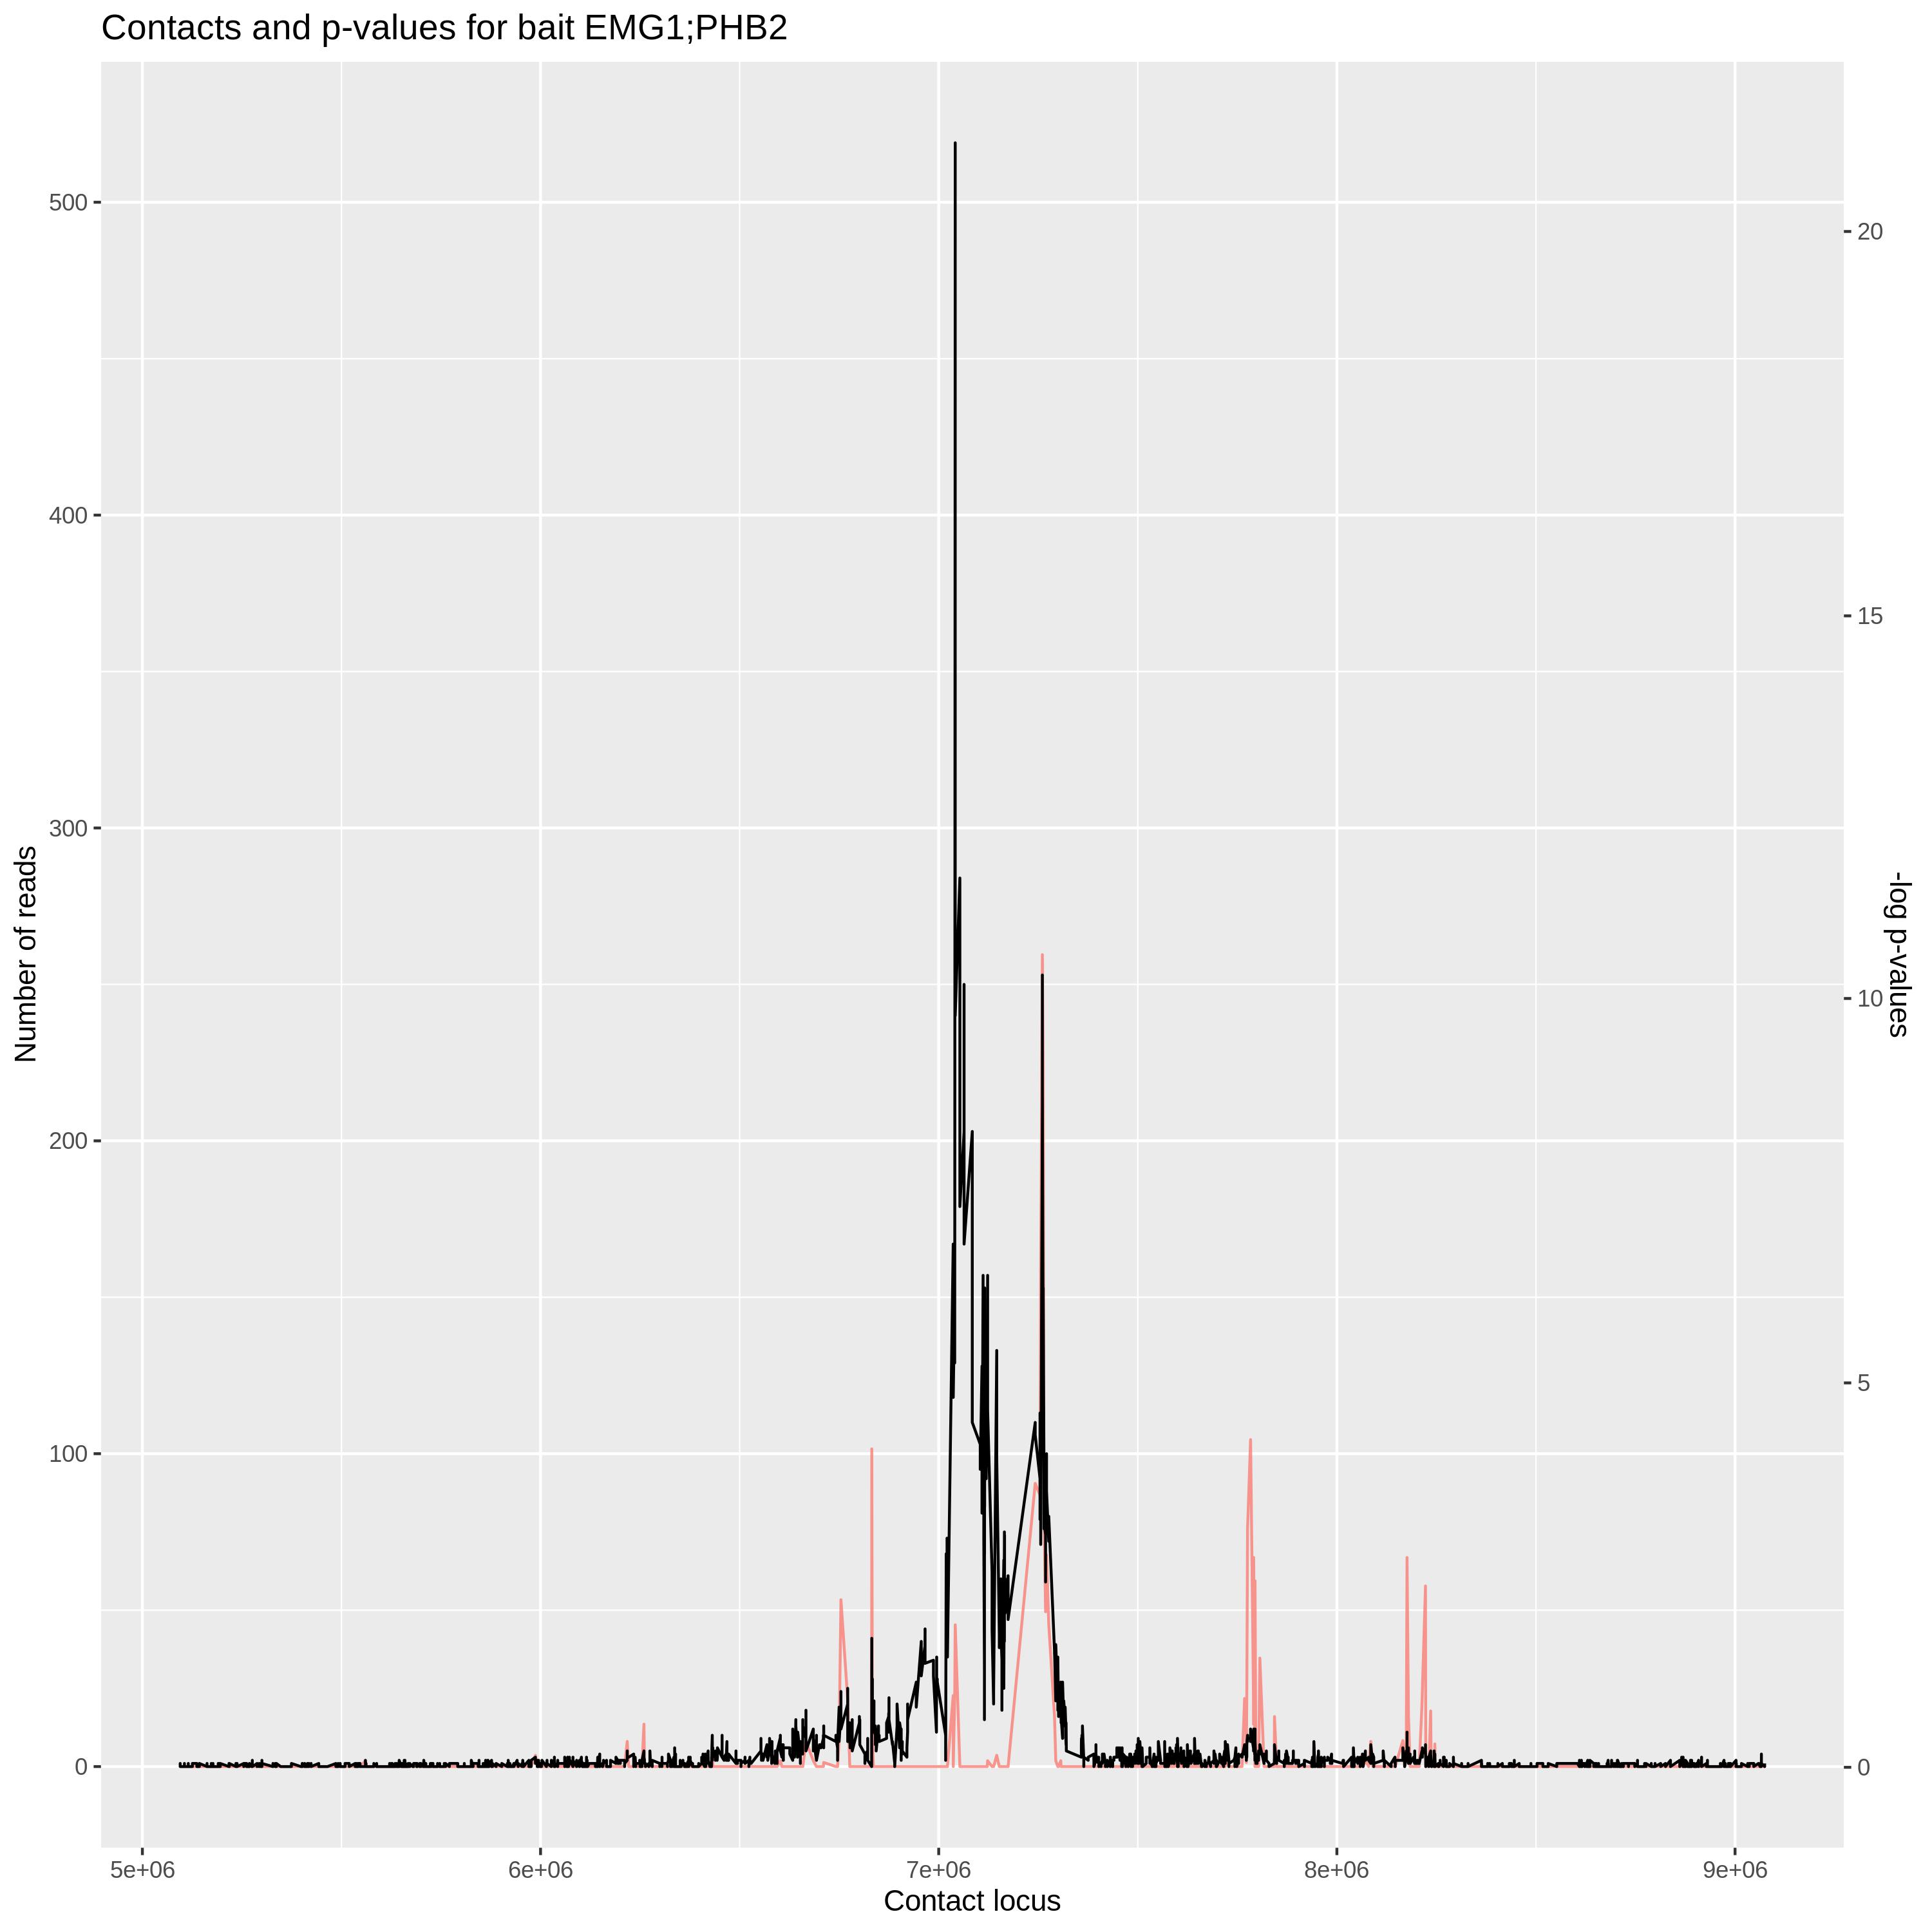 Contacts and p-values for bait EMG1;PHB2
Number of reads
500
400
300
200
100
0
20
15
10
5
0
-log p-values
5e+06 6e+06 7e+06 8e+06 9e+06
Contact locus